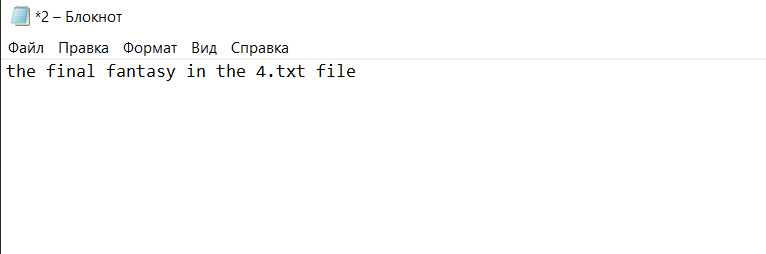 *2 – Блокнот
Файл Правка Формат Вид Справка
the final fantasy in the 4.txt file